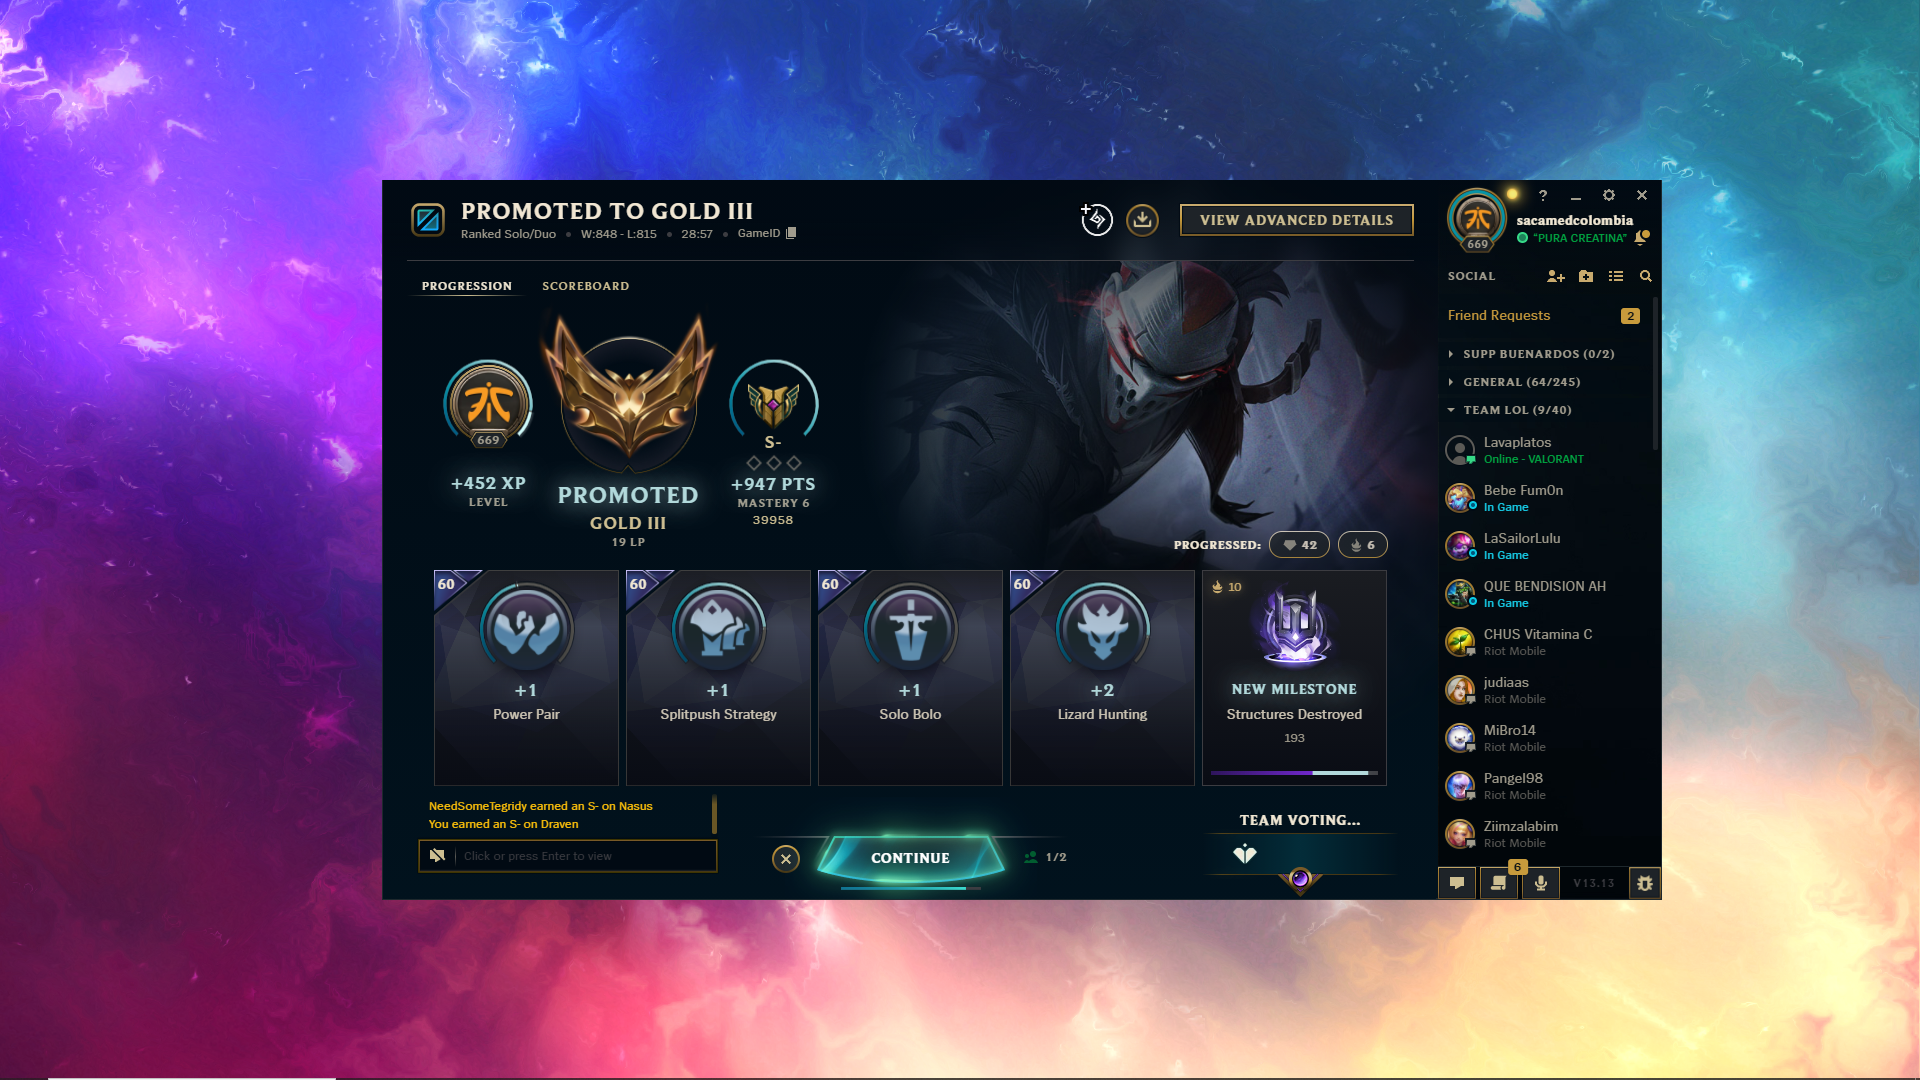 PROMOTED TO GOLD III
Ranked Solo/Duo • W:848 - L:815 • 28:57 • GameID
VIEW ADVANCED DETAILS
PROGRESSION
SCOREBOARD
669
+452 XP
LEVEL
PROMOTED
GOLD III
19 LP
S-
+947 PTS
MASTERY 6
39958
PROGRESSED: 42 6
60
+1
Power Pair
60
+1
Splitpush Strategy
60
+1
Solo Bolo
60
+2
Lizard Hunting
10
NEW MILESTONE
Structures Destroyed
193
NeedSomeTegridy earned an S- on Nasus
You earned an S- on Draven
Click or press Enter to view
CONTINUE
1/2
TEAM VOTING...
?
669
sacamedcolombia
“PURA CREATINA”
SOCIAL
Friend Requests 2
SUPP BUENARDOS (0/2)
GENERAL (64/245)
TEAM LOL (9/40)
Lavaplatos
Online - VALORANT
Bebe Fum0n
In Game
LaSailorLulu
In Game
QUE BENDISION AH
In Game
CHUS Vitamina C
Riot Mobile
judiaas
Riot Mobile
MiBro14
Riot Mobile
Pangel98
Riot Mobile
Ziimzalabim
Riot Mobile
6
V13.13